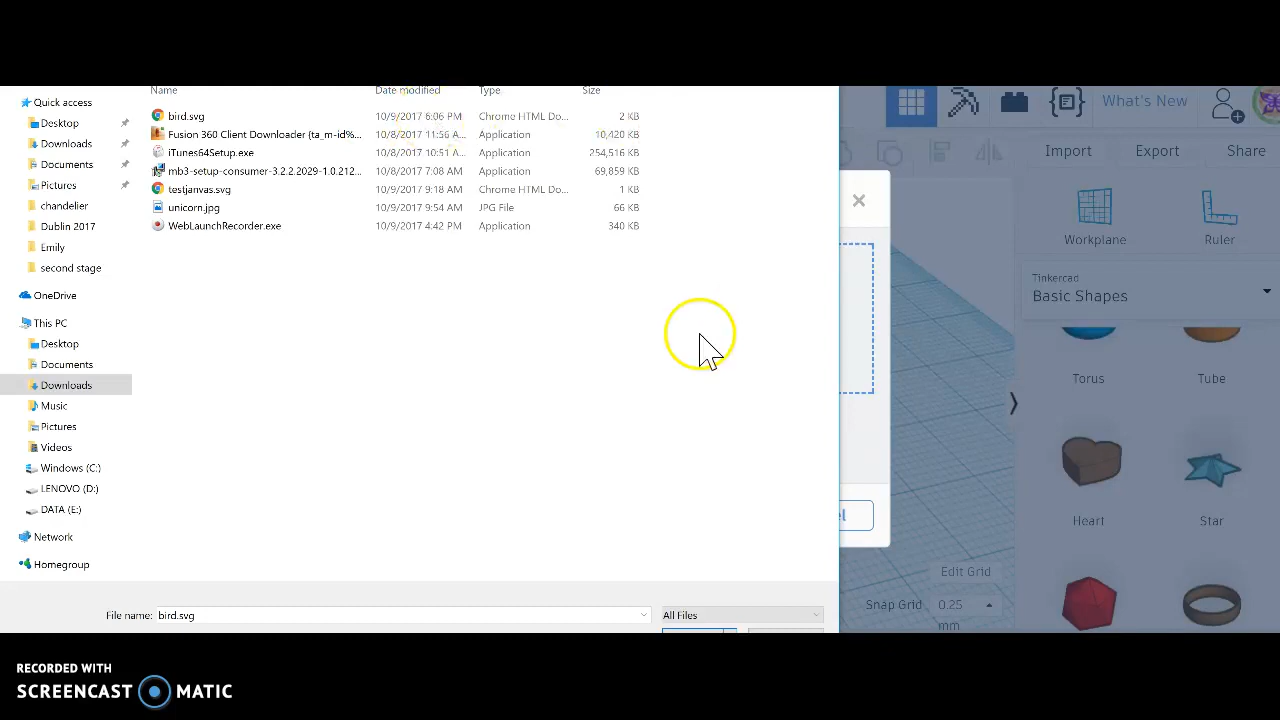 Name Date modified Type Size
Quick access
Desktop
Downloads
Documents
Pictures
chandelier
Dublin 2017
Emily
second stage
OneDrive
This PC
Desktop
Documents
Downloads
Music
Pictures
Videos
Windows (C:)
LENOVO (D:)
DATA (E:)
Network
Homegroup
bird.svg 10/9/2017 6:06 PM Chrome HTML Do... 2 KB
Fusion 360 Client Downloader (ta_m-id%... 10/8/2017 11:56 A... Application 10,420 KB
iTunes64Setup.exe 10/8/2017 10:51 A... Application 254,516 KB
mb3-setup-consumer-3.2.2.2029-1.0.212... 10/8/2017 7:08 AM Application 69,859 KB
testjanvas.svg 10/9/2017 9:18 AM Chrome HTML Do... 1 KB
unicorn.jpg 10/9/2017 9:54 AM JPG File 66 KB
WebLaunchRecorder.exe 10/9/2017 4:42 PM Application 340 KB
File name: bird.svg All Files
What's New
Import Export Share
Workplane Ruler
Tinkercad
Basic Shapes
Torus Tube
Heart Star
Edit Grid
Snap Grid 0.25
mm
RECORDED WITH
SCREENCAST MATIC